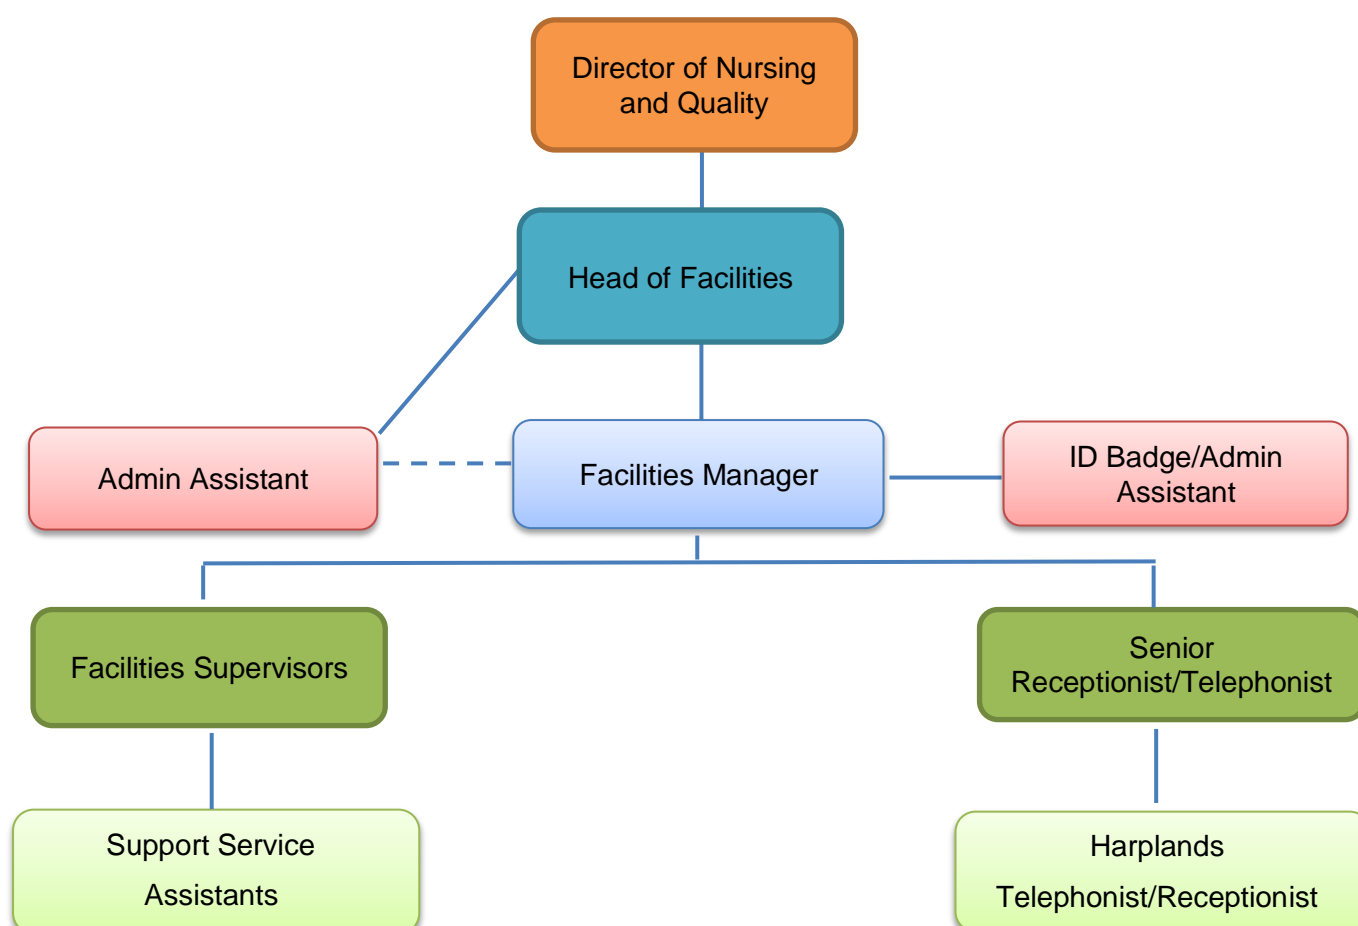 Director of Nursing
and Quality
Head of Facilities
Admin Assistant
Facilities Manager
ID Badge/Admin
Assistant
Facilities Supervisors
Senior
Receptionist/Telephonist
Support Service
Assistants
Harplands
Telephonist/Receptionist